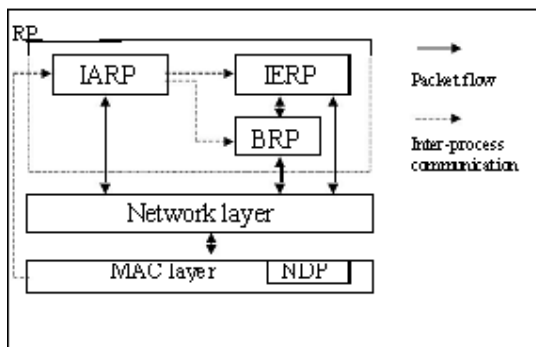 RP
IARP
IERP
BRP
Network layer
MAC layer
NDP
Packet flow
Inter-process
communication